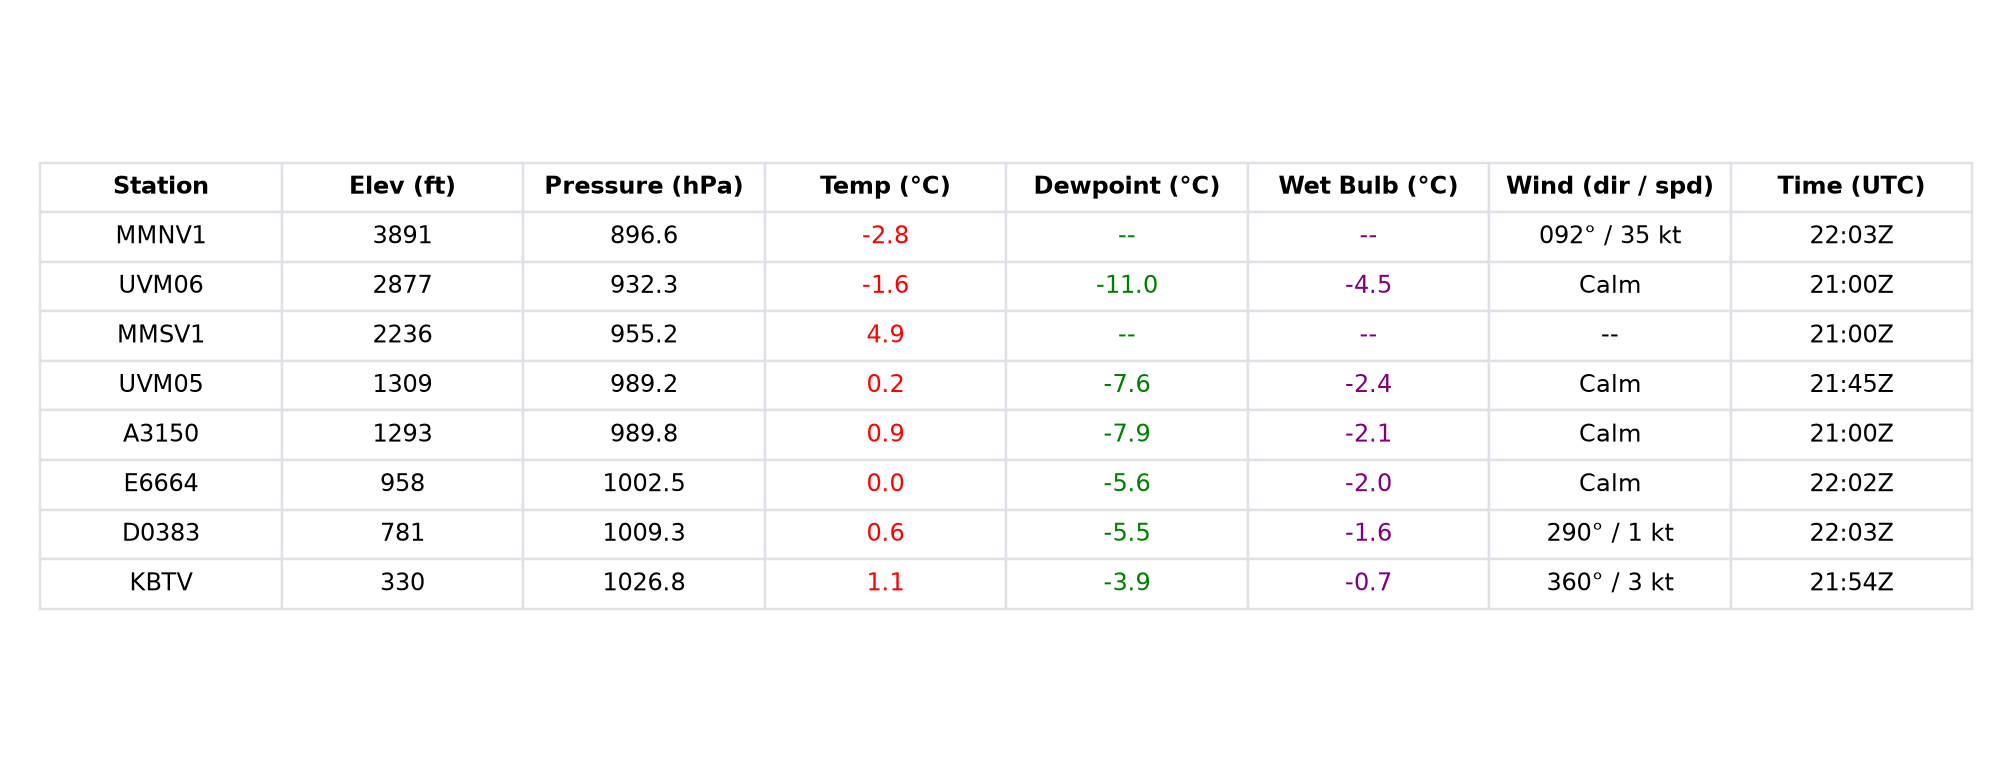 Station Elev (ft) Pressure (hPa) Temp (°C) Dewpoint (°C) Wet Bulb (°C) Wind (dir / spd) Time (UTC)
MMNV1 3891 896.6 -2.8 -- -- 092° / 35 kt 22:03Z
UVM06 2877 932.3 -1.6 -11.0 -4.5 Calm 21:00Z
MMSV1 2236 955.2 4.9 -- -- -- 21:00Z
UVM05 1309 989.2 0.2 -7.6 -2.4 Calm 21:45Z
A3150 1293 989.8 0.9 -7.9 -2.1 Calm 21:00Z
E6664 958 1002.5 0.0 -5.6 -2.0 Calm 22:02Z
D0383 781 1009.3 0.6 -5.5 -1.6 290° / 1 kt 22:03Z
KBTV 330 1026.8 1.1 -3.9 -0.7 360° / 3 kt 21:54Z